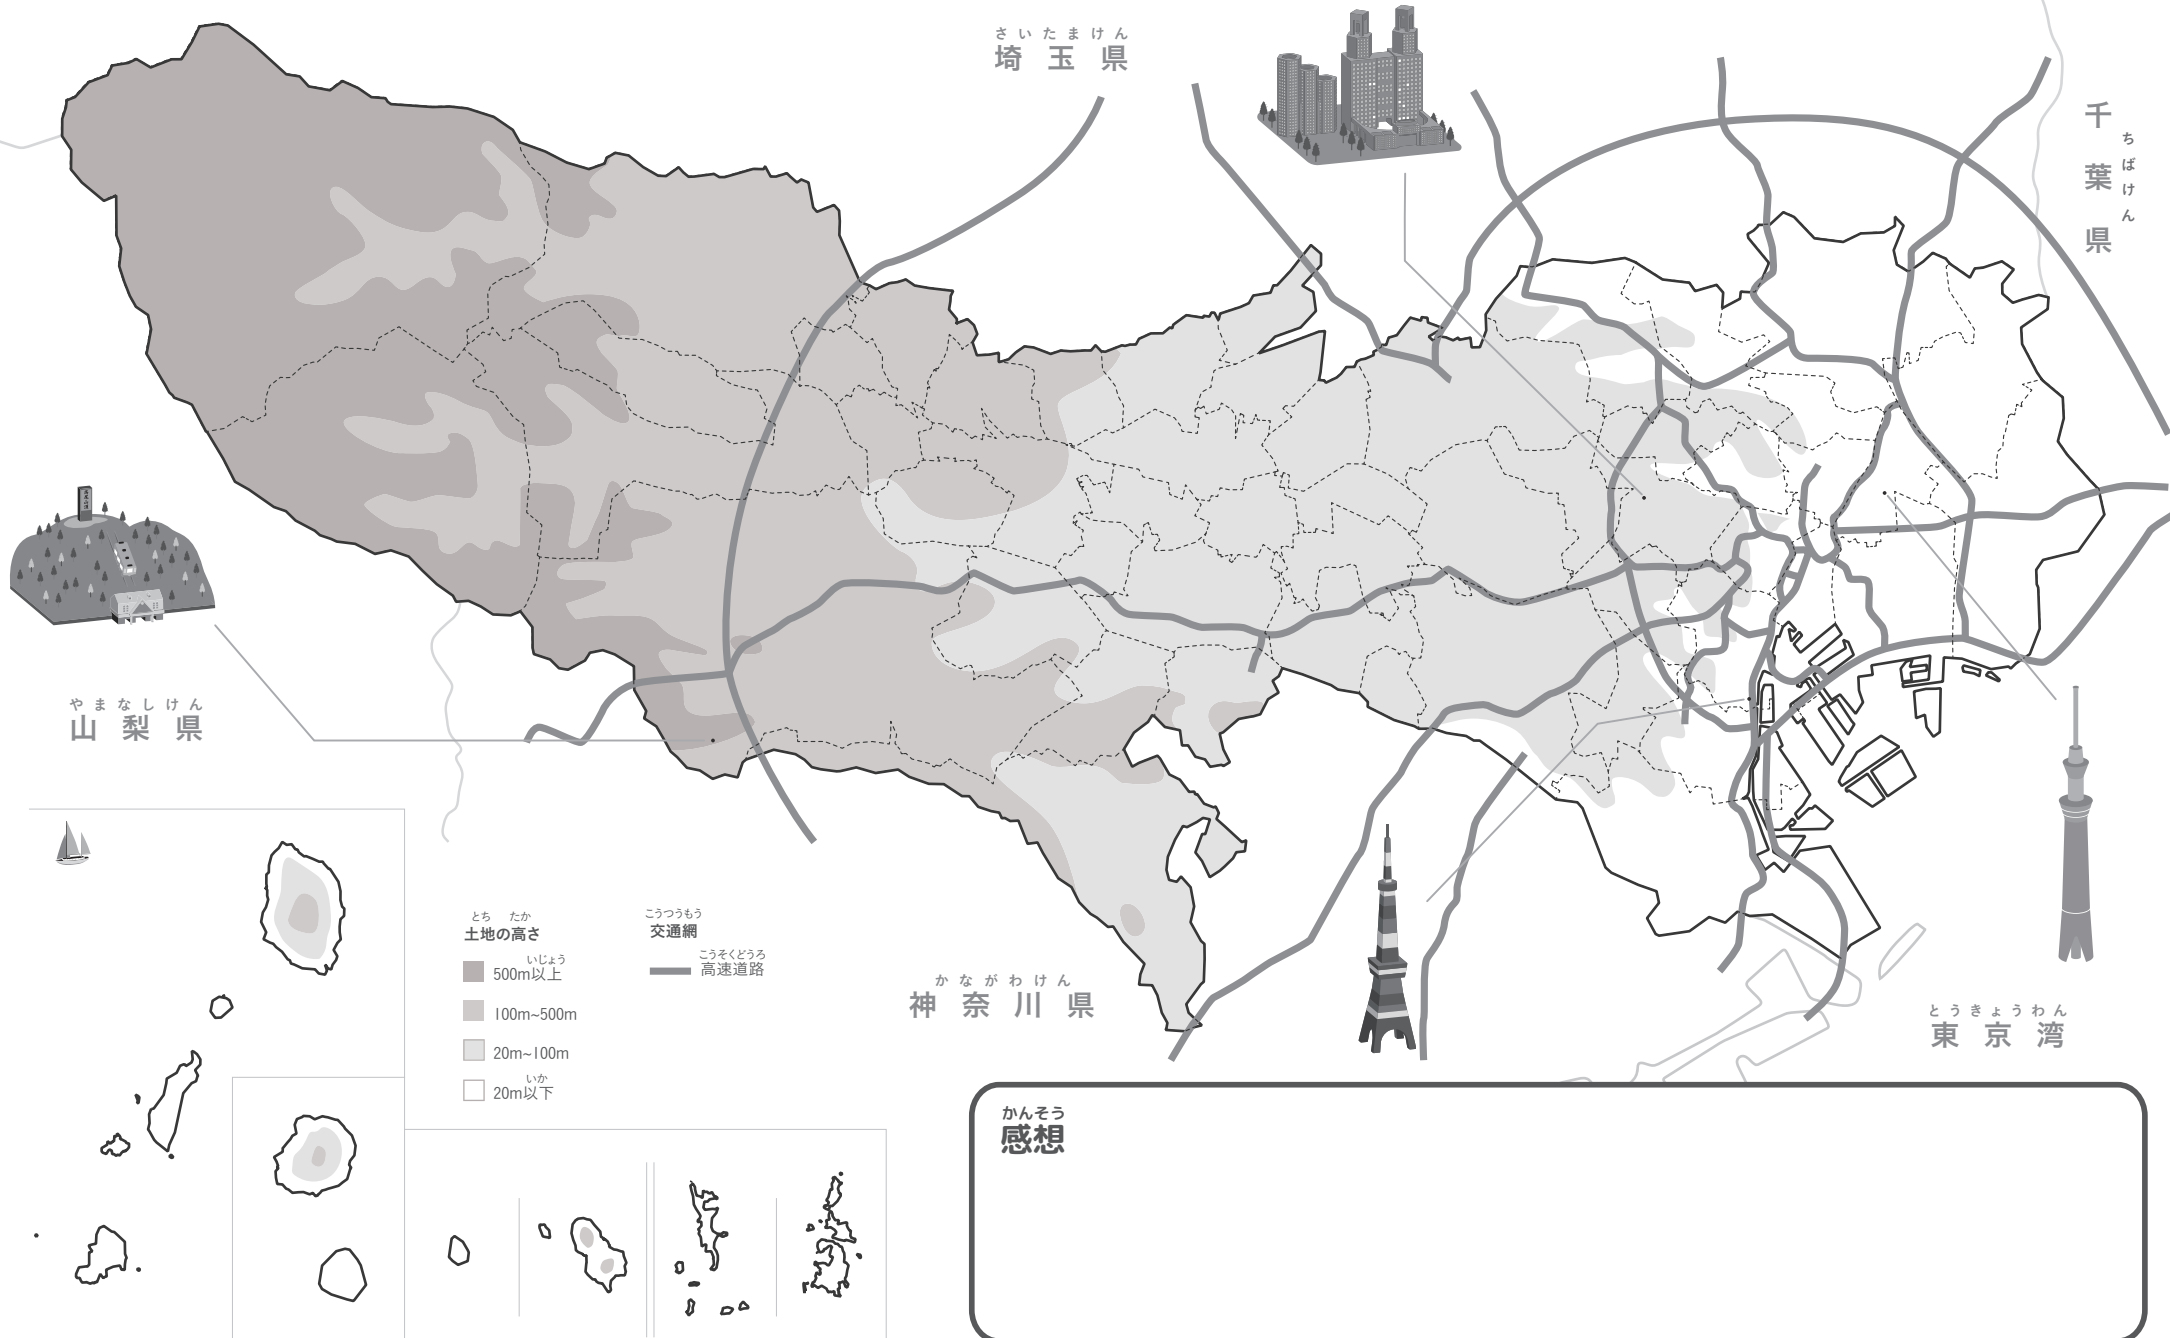 さいたまけん
埼玉県
千葉県
ちばけん
やまなしけん
山梨県
とち たか
土地の高さ
いじょう
500m以上
100m~500m
20m~100m
いか
20m以下
こうつうもう
交通網
こうそくどうろ
高速道路
かながわけん
神奈川県
とうきょうわん
東京湾
かんそう
感想